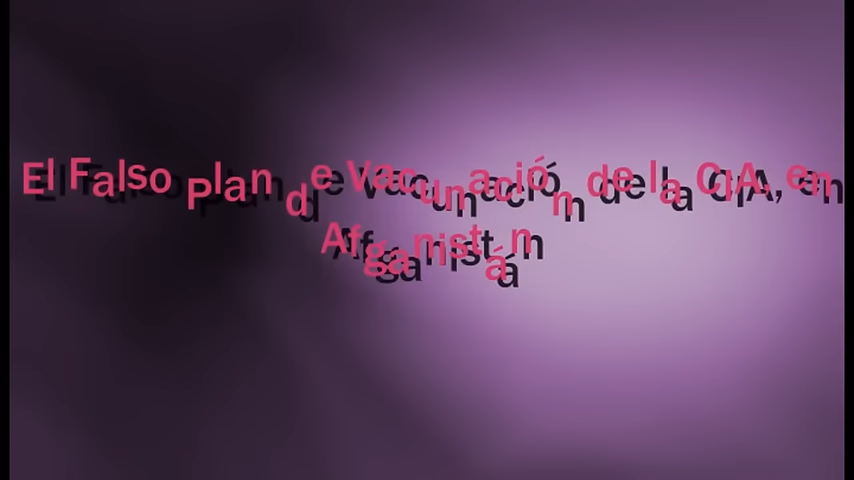 El Falso Plan de Vacunación de la CIA, en
Afganistán